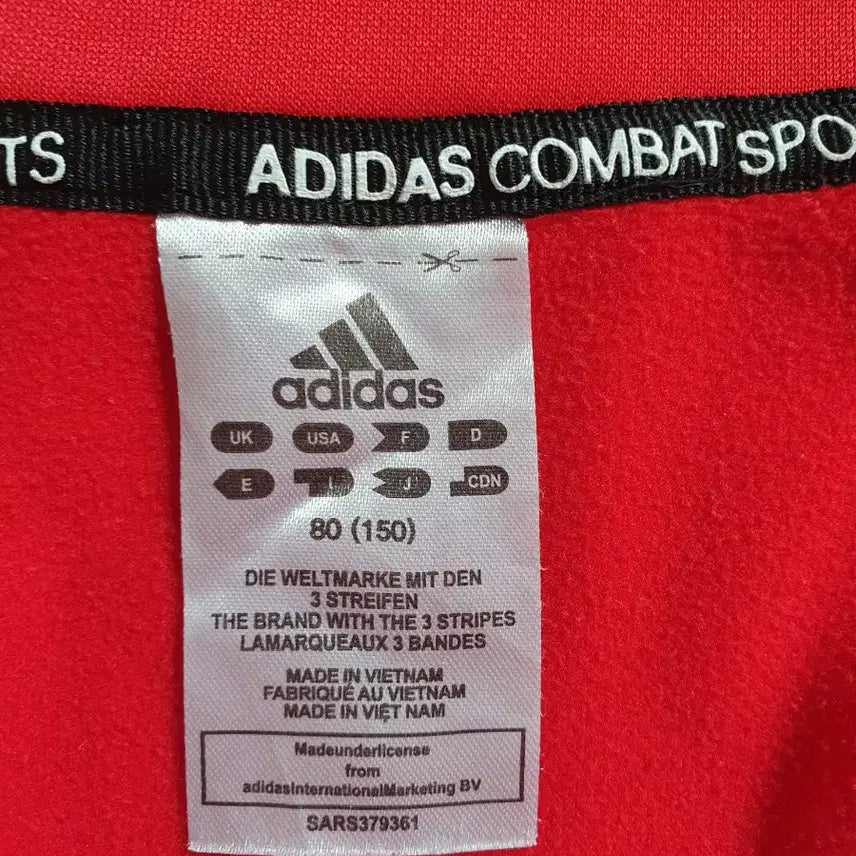 TS ADIDAS COMBAT SPO
adidas
UK USA F D
E I J CDN
80 (150)
DIE WELTMARKE MIT DEN
3 STREIFEN
THE BRAND WITH THE 3 STRIPES
LAMARQUEAUX 3 BANDES
MADE IN VIETNAM
FABRIQUÉ AU VIETNAM
MADE IN VIỆT NAM
Madeunderlicense
from
adidasInternationalMarketing BV
SARS379361